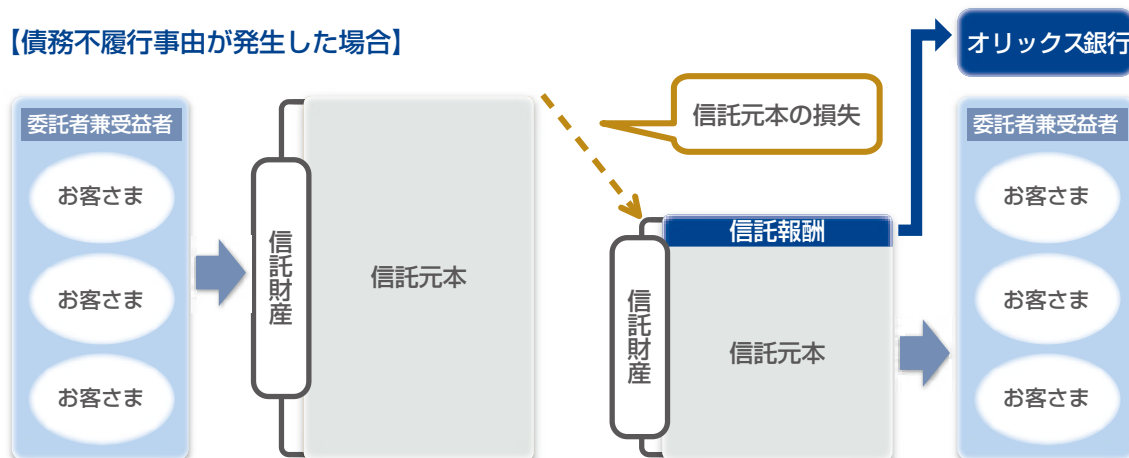 【債務不履行事由が発生した場合】
オリックス銀行
委託者兼受益者
お客さま
お客さま
お客さま
信託財産
信託元本
信託元本の損失
信託財産
信託報酬
信託元本
委託者兼受益者
お客さま
お客さま
お客さま